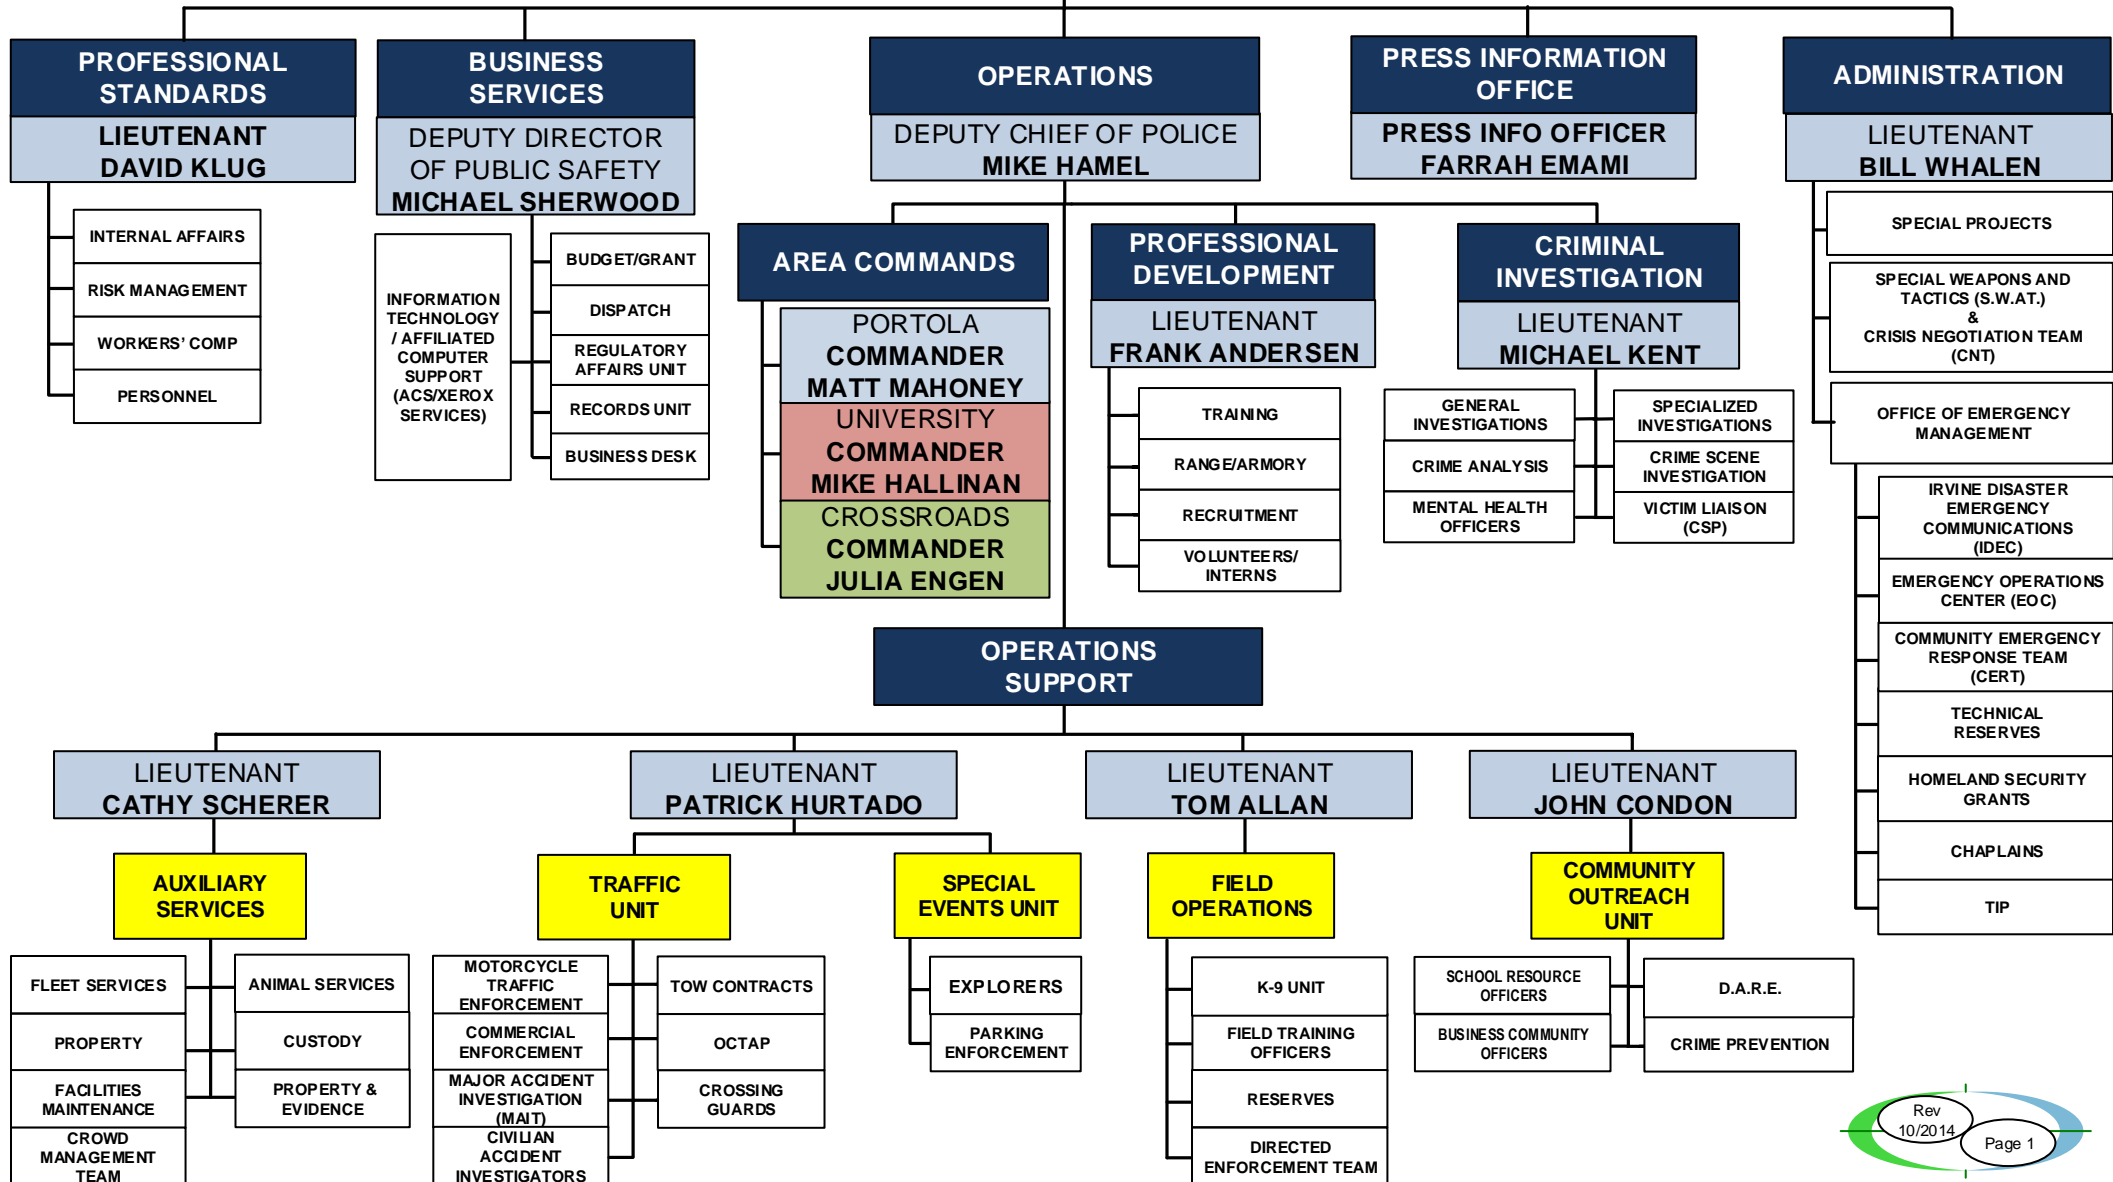 PROFESSIONAL
STANDARDS
LIEUTENANT
DAVID KLUG
INTERNAL AFFAIRS
RISK MANAGEMENT
WORKERS' COMP
PERSONNEL
BUSINESS
SERVICES
DEPUTY DIRECTOR
OF PUBLIC SAFETY
MICHAEL SHERWOOD
INFORMATION
TECHNOLOGY
/ AFFILIATED
COMPUTER
SUPPORT
(ACS/XEROX
SERVICES)
BUDGET/GRANT
DISPATCH
REGULATORY
AFFAIRS UNIT
RECORDS UNIT
BUSINESS DESK
OPERATIONS
DEPUTY CHIEF OF POLICE
MIKE HAMEL
AREA COMMANDS
PORTOLA
COMMANDER
MATT MAHONEY
UNIVERSITY
COMMANDER
MIKE HALLINAN
CROSSROADS
COMMANDER
JULIA ENGEN
PROFESSIONAL
DEVELOPMENT
LIEUTENANT
FRANK ANDERSEN
TRAINING
RANGE/ARMORY
RECRUITMENT
VOLUNTEERS/
INTERNS
CRIMINAL
INVESTIGATION
LIEUTENANT
MICHAEL KENT
GENERAL
INVESTIGATIONS
CRIME ANALYSIS
MENTAL HEALTH
OFFICERS
SPECIALIZED
INVESTIGATIONS
CRIME SCENE
INVESTIGATION
VICTIM LIAISON
(CSP)
PRESS INFORMATION
OFFICE
PRESS INFO OFFICER
FARRAH EMAMI
ADMINISTRATION
LIEUTENANT
BILL WHALEN
SPECIAL PROJECTS
SPECIAL WEAPONS AND
TACTICS (S.W.AT.)
&
CRISIS NEGOTIATION TEAM
(CNT)
OFFICE OF EMERGENCY
MANAGEMENT
IRVINE DISASTER
EMERGENCY
COMMUNICATIONS
(IDEC)
EMERGENCY OPERATIONS
CENTER (EOC)
COMMUNITY EMERGENCY
RESPONSE TEAM
(CERT)
TECHNICAL
RESERVES
HOMELAND SECURITY
GRANTS
CHAPLAINS
TIP
OPERATIONS
SUPPORT
LIEUTENANT
CATHY SCHERER
AUXILIARY
SERVICES
FLEET SERVICES
PROPERTY
FACILITIES
MAINTENANCE
CROWD
MANAGEMENT
TEAM
ANIMAL SERVICES
CUSTODY
PROPERTY &
EVIDENCE
LIEUTENANT
PATRICK HURTADO
TRAFFIC
UNIT
MOTORCYCLE
TRAFFIC
ENFORCEMENT
COMMERCIAL
ENFORCEMENT
MAJOR ACCIDENT
INVESTIGATION
(MAIT)
CIVILIAN
ACCIDENT
INVESTIGATORS
TOW CONTRACTS
OCTAP
CROSSING
GUARDS
SPECIAL
EVENTS UNIT
EXPLORERS
PARKING
ENFORCEMENT
LIEUTENANT
TOM ALLAN
FIELD
OPERATIONS
K-9 UNIT
FIELD TRAINING
OFFICERS
RESERVES
DIRECTED
ENFORCEMENT TEAM
LIEUTENANT
JOHN CONDON
COMMUNITY
OUTREACH
UNIT
SCHOOL RESOURCE
OFFICERS
BUSINESS COMMUNITY
OFFICERS
D.A.R.E.
CRIME PREVENTION
Rev
10/2014
Page 1